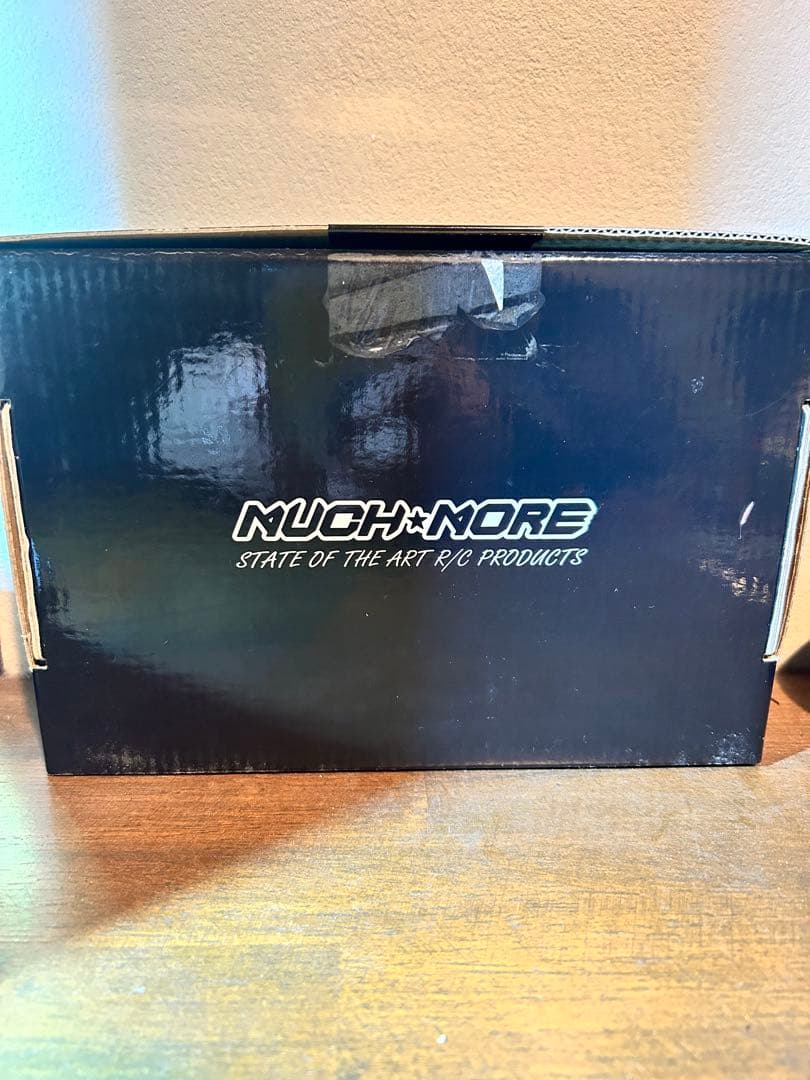 MUCH★MORE
STATE OF THE ART R/C PRODUCTS